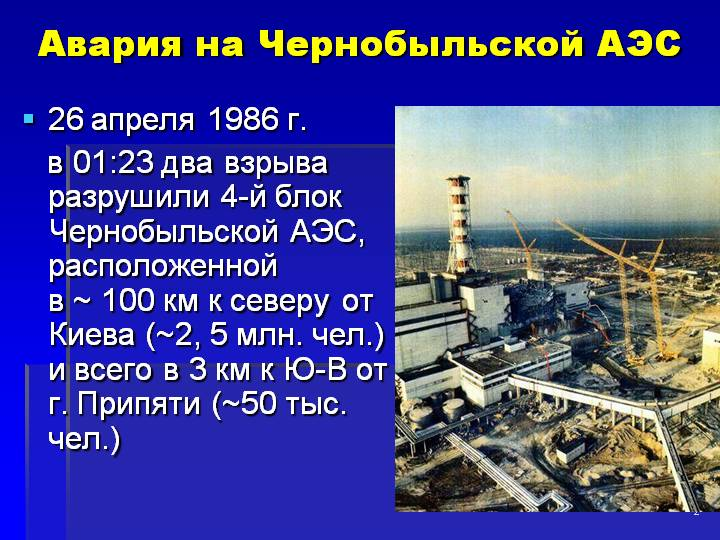 Авария на Чернобыльской АЭС
▪ 26 апреля 1986 г.
в 01:23 два взрыва
разрушили 4-й блок
Чернобыльской АЭС,
расположенной
в ~ 100 км к северу от
Киева (~2, 5 млн. чел.)
и всего в 3 км к Ю-В от
г. Припяти (~50 тыс.
чел.)
2